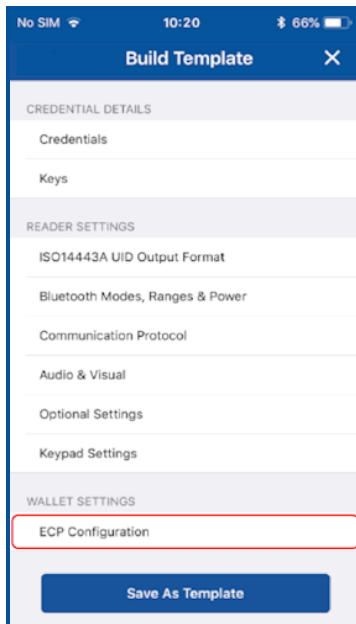 No SIM 10:20 66%
Build Template
CREDENTIAL DETAILS
Credentials
Keys
READER SETTINGS
ISO14443A UID Output Format
Bluetooth Modes, Ranges & Power
Communication Protocol
Audio & Visual
Optional Settings
Keypad Settings
WALLET SETTINGS
ECP Configuration
Save As Template